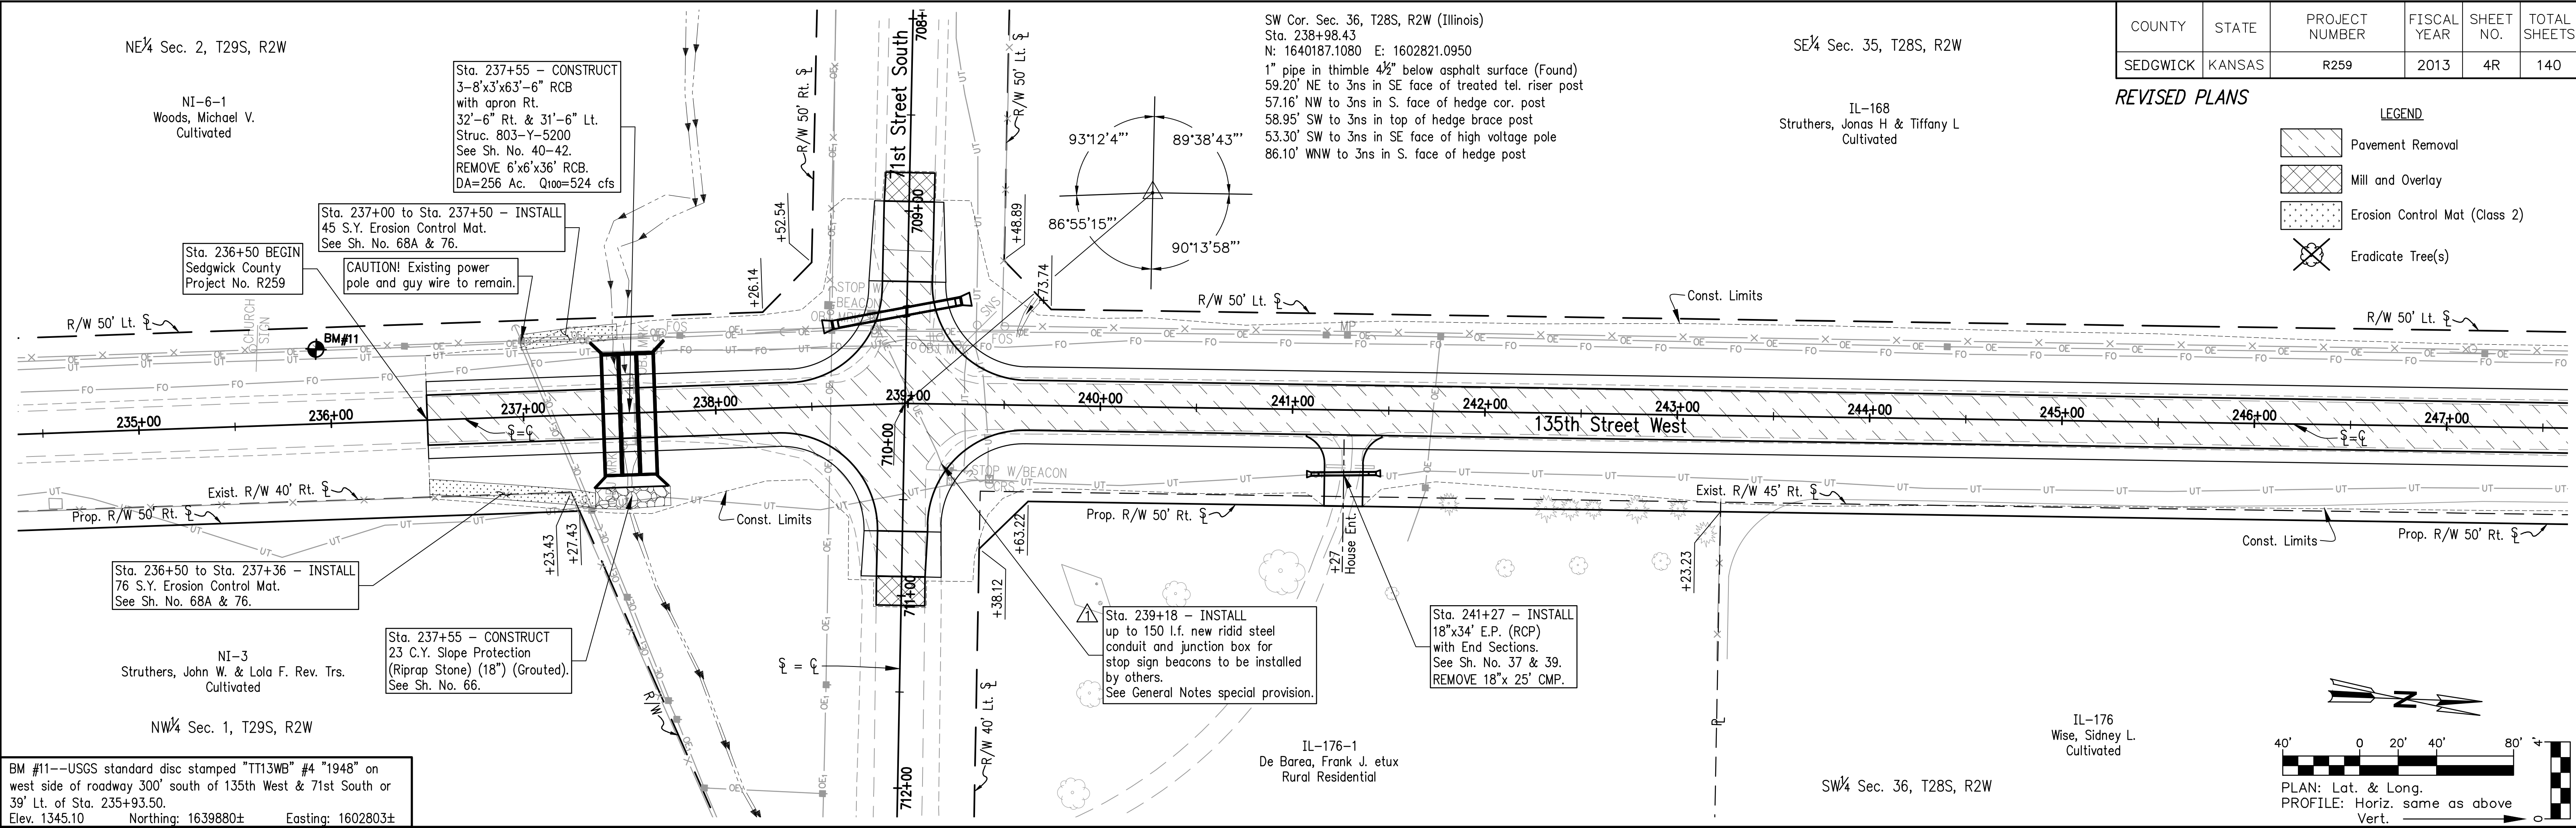 COUNTY STATE PROJECT NUMBER FISCAL YEAR SHEET NO. TOTAL SHEETS
SEDGWICK KANSAS R259 2013 4R 140
REVISED PLANS
LEGEND
Pavement Removal
Mill and Overlay
Erosion Control Mat (Class 2)
Eradicate Tree(s)
NE¼ Sec. 2, T29S, R2W
NI-6-1
Woods, Michael V.
Cultivated
Sta. 237+55 - CONSTRUCT
3-8'x3'x63'-6" RCB
with apron Rt.
32'-6" Rt. & 31'-6" Lt.
Struc. 803-Y-5200
See Sh. No. 40-42.
REMOVE 6'x6'x36' RCB.
DA=256 Ac. Q100=524 cfs
Sta. 237+00 to Sta. 237+50 - INSTALL
45 S.Y. Erosion Control Mat.
See Sh. No. 68A & 76.
Sta. 236+50 BEGIN
Sedgwick County
Project No. R259
CAUTION! Existing power
pole and guy wire to remain.
SW Cor. Sec. 36, T28S, R2W (Illinois)
Sta. 238+98.43
N: 1640187.1080 E: 1602821.0950
1" pipe in thimble 4½" below asphalt surface (Found)
59.20' NE to 3ns in SE face of treated tel. riser post
57.16' NW to 3ns in S. face of hedge cor. post
58.95' SW to 3ns in top of hedge brace post
53.30' SW to 3ns in SE face of high voltage pole
86.10' WNW to 3ns in S. face of hedge post
93°12'4"'
89°38'43"'
86°55'15"'
90°13'58"'
SE¼ Sec. 35, T28S, R2W
IL-168
Struthers, Jonas H & Tiffany L
Cultivated
71st Street South
708+
709+00
710+00
711+00
712+00
R/W 50' Rt. ℄
R/W 50' Lt. ℄
+52.54
+48.89
+26.14
+73.74
R/W 50' Lt. ℄
CHURCH
SIGN
BM#11
STOP W
BEACON
FOS
FOS
MP
R/W 50' Lt. ℄
Const. Limits
R/W 50' Lt. ℄
235+00
236+00
237+00
238+00
239+00
240+00
241+00
242+00
243+00
244+00
245+00
246+00
247+00
135th Street West
℄=℄
℄=℄
STOP W/BEACON
Exist. R/W 40' Rt. ℄
Prop. R/W 50' Rt. ℄
Const. Limits
Prop. R/W 50' Rt. ℄
Exist. R/W 45' Rt. ℄
Const. Limits
Prop. R/W 50' Rt. ℄
+23.43
+27.43
+63.22
+38.12
+27
House Ent.
+23.23
Sta. 236+50 to Sta. 237+36 - INSTALL
76 S.Y. Erosion Control Mat.
See Sh. No. 68A & 76.
Sta. 237+55 - CONSTRUCT
23 C.Y. Slope Protection
(Riprap Stone) (18") (Grouted).
See Sh. No. 66.
R/W
℄ = ℄
R/W 40' Lt. ℄
1
Sta. 239+18 - INSTALL
up to 150 l.f. new ridid steel
conduit and junction box for
stop sign beacons to be installed
by others.
See General Notes special provision.
Sta. 241+27 - INSTALL
18"x34' E.P. (RCP)
with End Sections.
See Sh. No. 37 & 39.
REMOVE 18"x 25' CMP.
NI-3
Struthers, John W. & Lola F. Rev. Trs.
Cultivated
NW¼ Sec. 1, T29S, R2W
IL-176-1
De Barea, Frank J. etux
Rural Residential
℄
IL-176
Wise, Sidney L.
Cultivated
SW¼ Sec. 36, T28S, R2W
BM #11--USGS standard disc stamped "TT13WB" #4 "1948" on
west side of roadway 300' south of 135th West & 71st South or
39' Lt. of Sta. 235+93.50.
Elev. 1345.10 Northing: 1639880± Easting: 1602803±
N
40' 0 20' 40' 80'
PLAN: Lat. & Long.
PROFILE: Horiz. same as above
Vert.
4'
0